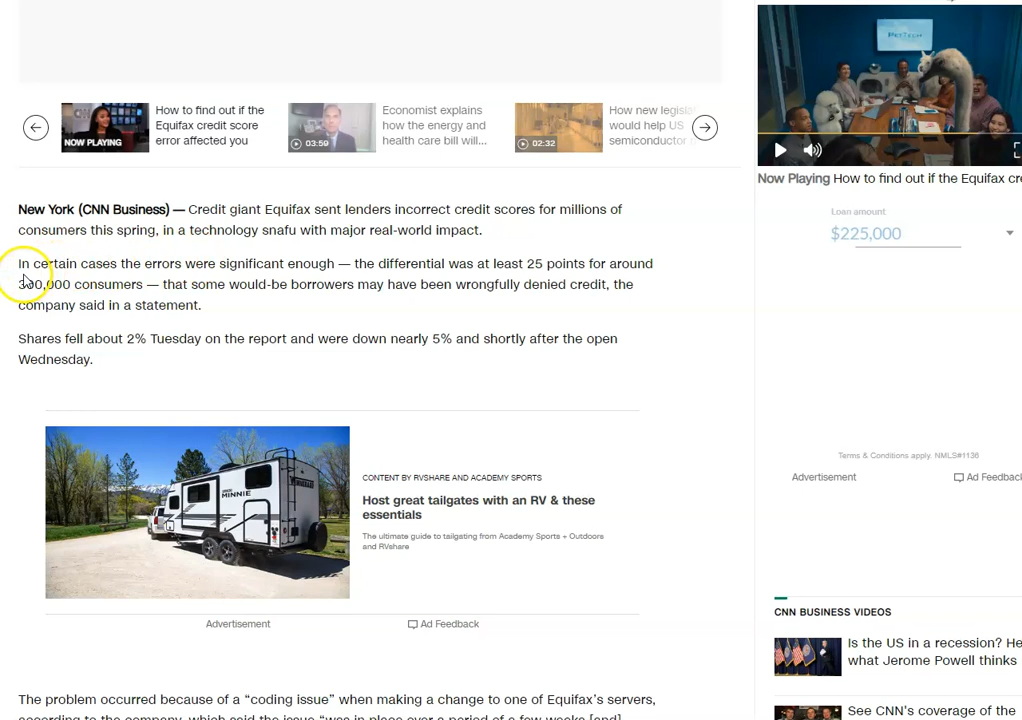 How to find out if the
Equifax credit score
error affected you
NOW PLAYING
Economist explains
how the energy and
health care bill will...
03:59
How new legisla
would help US
semiconductor
02:32
New York (CNN Business) — Credit giant Equifax sent lenders incorrect credit scores for millions of
consumers this spring, in a technology snafu with major real-world impact.
In certain cases the errors were significant enough — the differential was at least 25 points for around
300,000 consumers — that some would-be borrowers may have been wrongfully denied credit, the
company said in a statement.
Shares fell about 2% Tuesday on the report and were down nearly 5% and shortly after the open
Wednesday.
MINNIE
CONTENT BY RVSHARE AND ACADEMY SPORTS
Host great tailgates with an RV & these
essentials
The ultimate guide to tailgating from Academy Sports + Outdoors
and RVshare
Advertisement
Ad Feedback
The problem occurred because of a “coding issue” when making a change to one of Equifax’s servers,
according to the company, which said the issue “was in place over a period of a few weeks [and]
PetTech
Now Playing How to find out if the Equifax cr
Loan amount
$225,000
Terms & Conditions apply. NMLS#1136
Advertisement
Ad Feedback
CNN BUSINESS VIDEOS
Is the US in a recession? He
what Jerome Powell thinks
See CNN's coverage of the